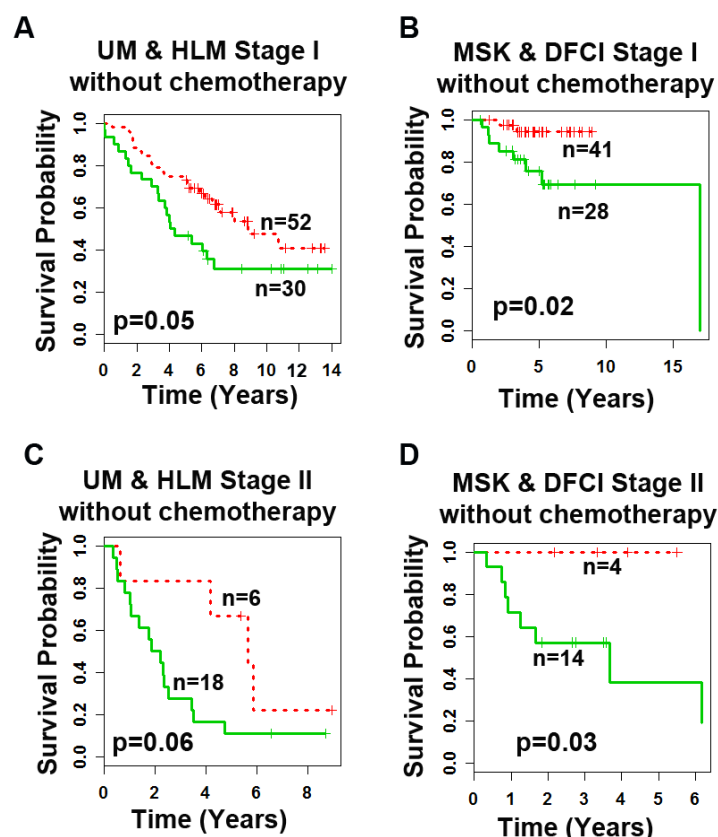 A
UM & HLM Stage I
without chemotherapy
Survival Probability
1.0
0.8
0.6
0.4
0.2
0.0
n=52
n=30
p=0.05
0 2 4 6 8 10 12 14
Time (Years)
B
MSK & DFCI Stage I
without chemotherapy
Survival Probability
1.0
0.8
0.6
0.4
0.2
0.0
n=41
n=28
p=0.02
0 5 10 15
Time (Years)
C
UM & HLM Stage II
without chemotherapy
Survival Probability
1.0
0.8
0.6
0.4
0.2
0.0
n=6
n=18
p=0.06
0 2 4 6 8
Time (Years)
D
MSK & DFCI Stage II
without chemotherapy
Survival Probability
1.0
0.8
0.6
0.4
0.2
0.0
n=4
n=14
p=0.03
0 1 2 3 4 5 6
Time (Years)